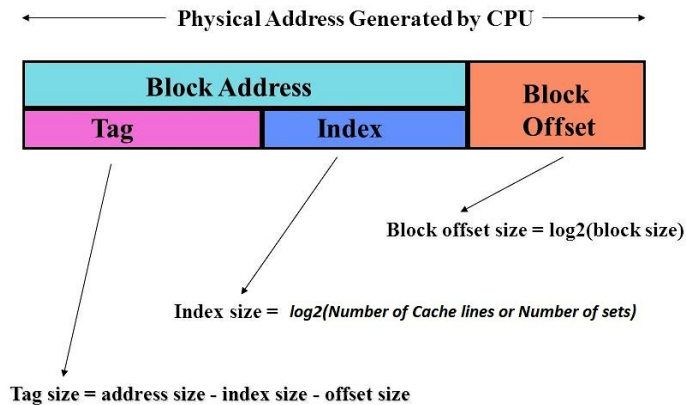 Physical Address Generated by CPU
Block Address
Block
Offset
Tag
Index
Block offset size = log2(block size)
Index size = log2(Number of Cache lines or Number of sets)
Tag size = address size - index size - offset size